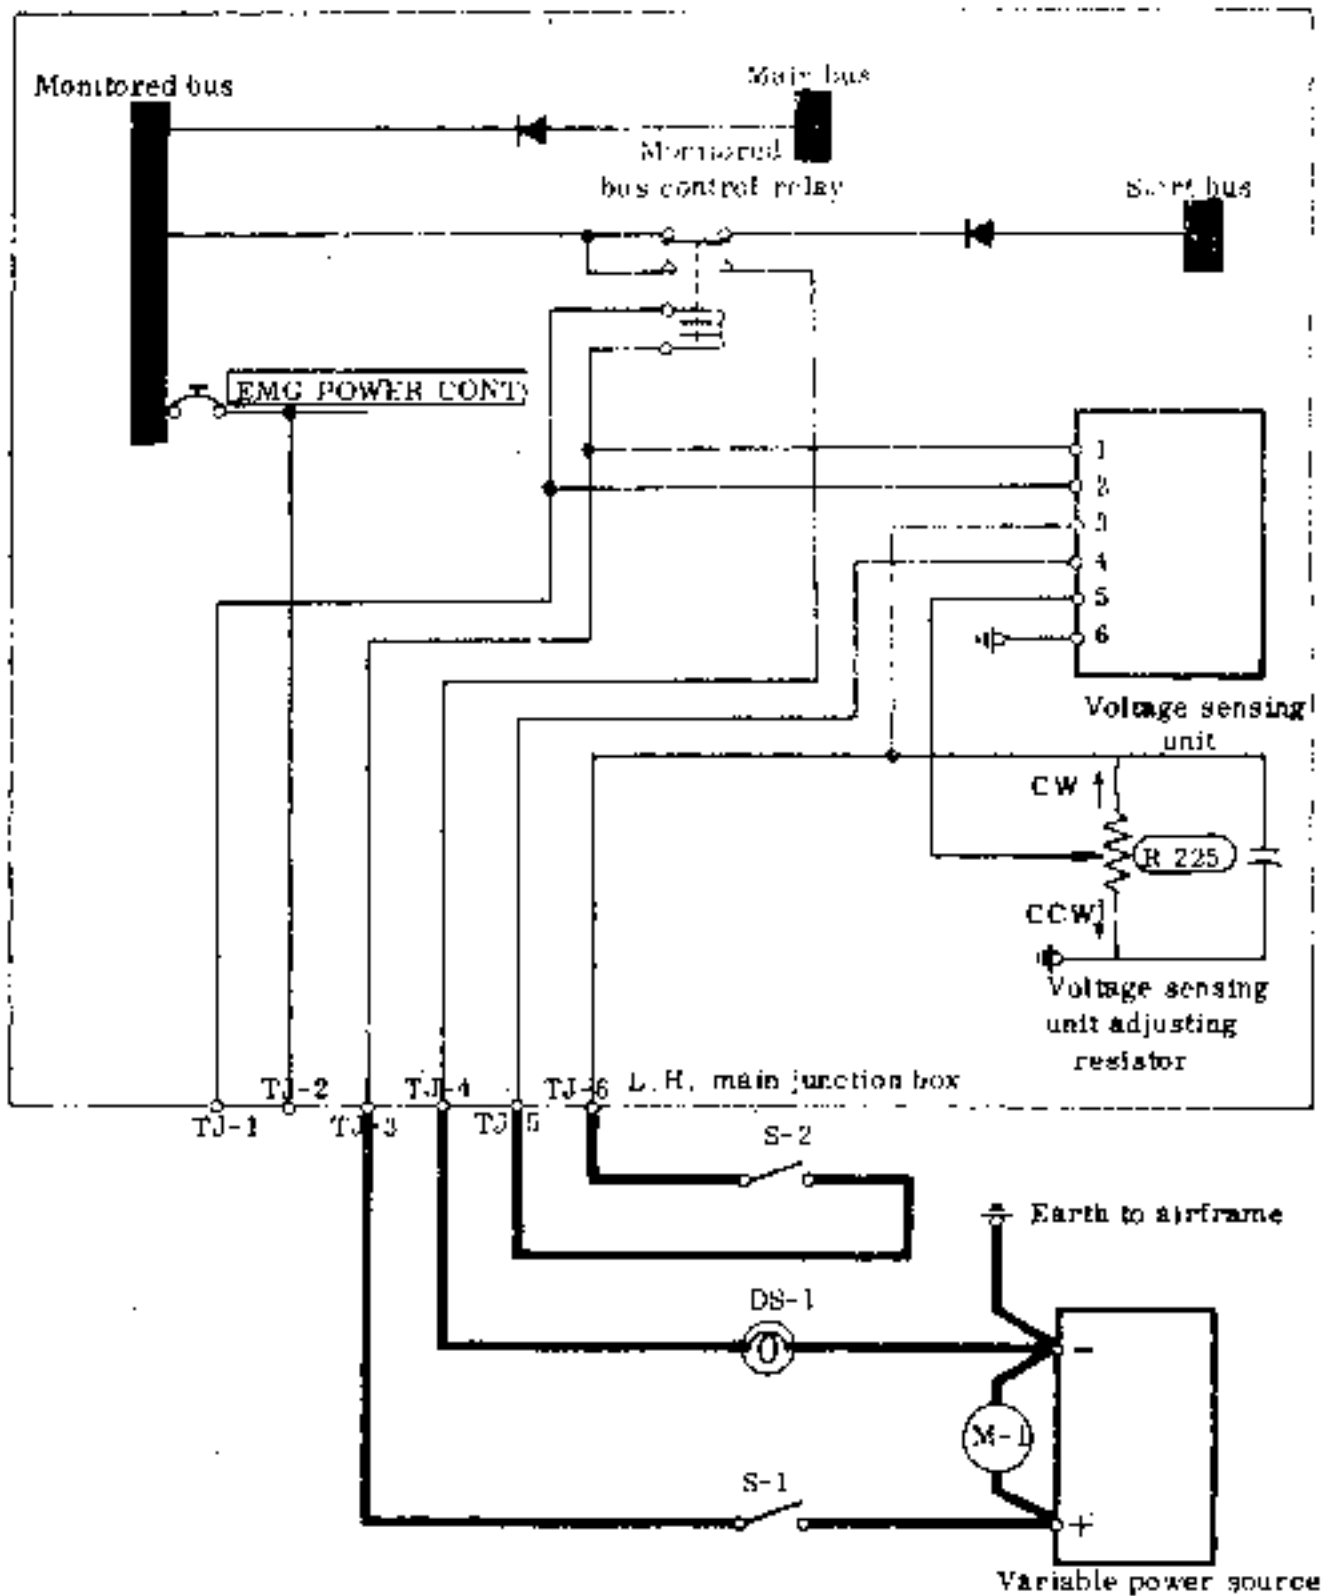 Monitored bus
Main bus
Monitored
bus control relay
Start bus
EMG POWER CONT
1
2
3
4
5
6
Voltage sensing
unit
CW
R 225
CCW
Voltage sensing
unit adjusting
resistor
L.H. main junction box
TJ-1
TJ-2
TJ-3
TJ-4
TJ-5
TJ-6
S-2
Earth to airframe
DS-1
-
M-1
S-1
+
Variable power source